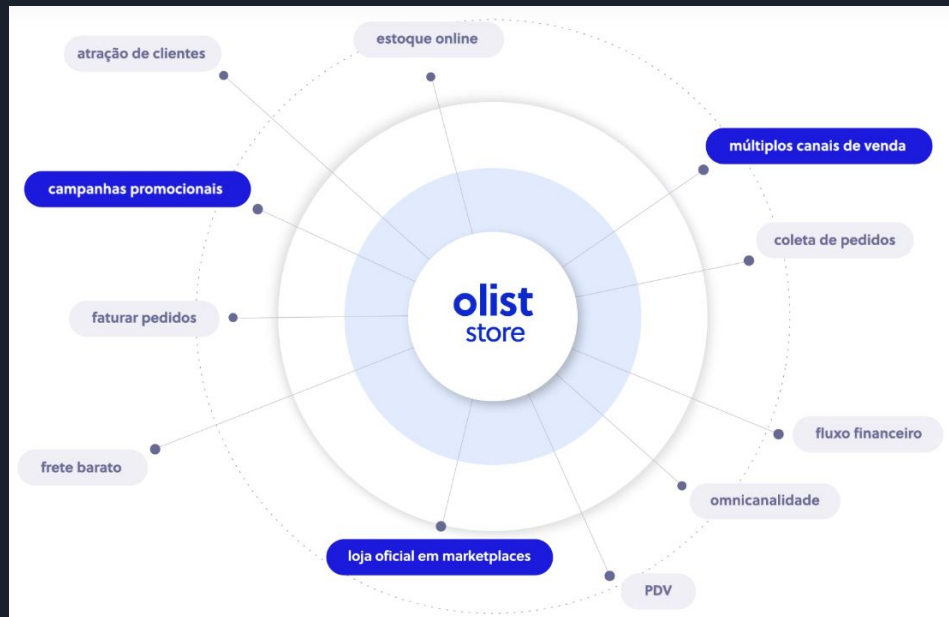 estoque online
atração de clientes
múltiplos canais de venda
campanhas promocionais
coleta de pedidos
olist
store
faturar pedidos
fluxo financeiro
frete barato
omnicanalidade
loja oficial em marketplaces
PDV